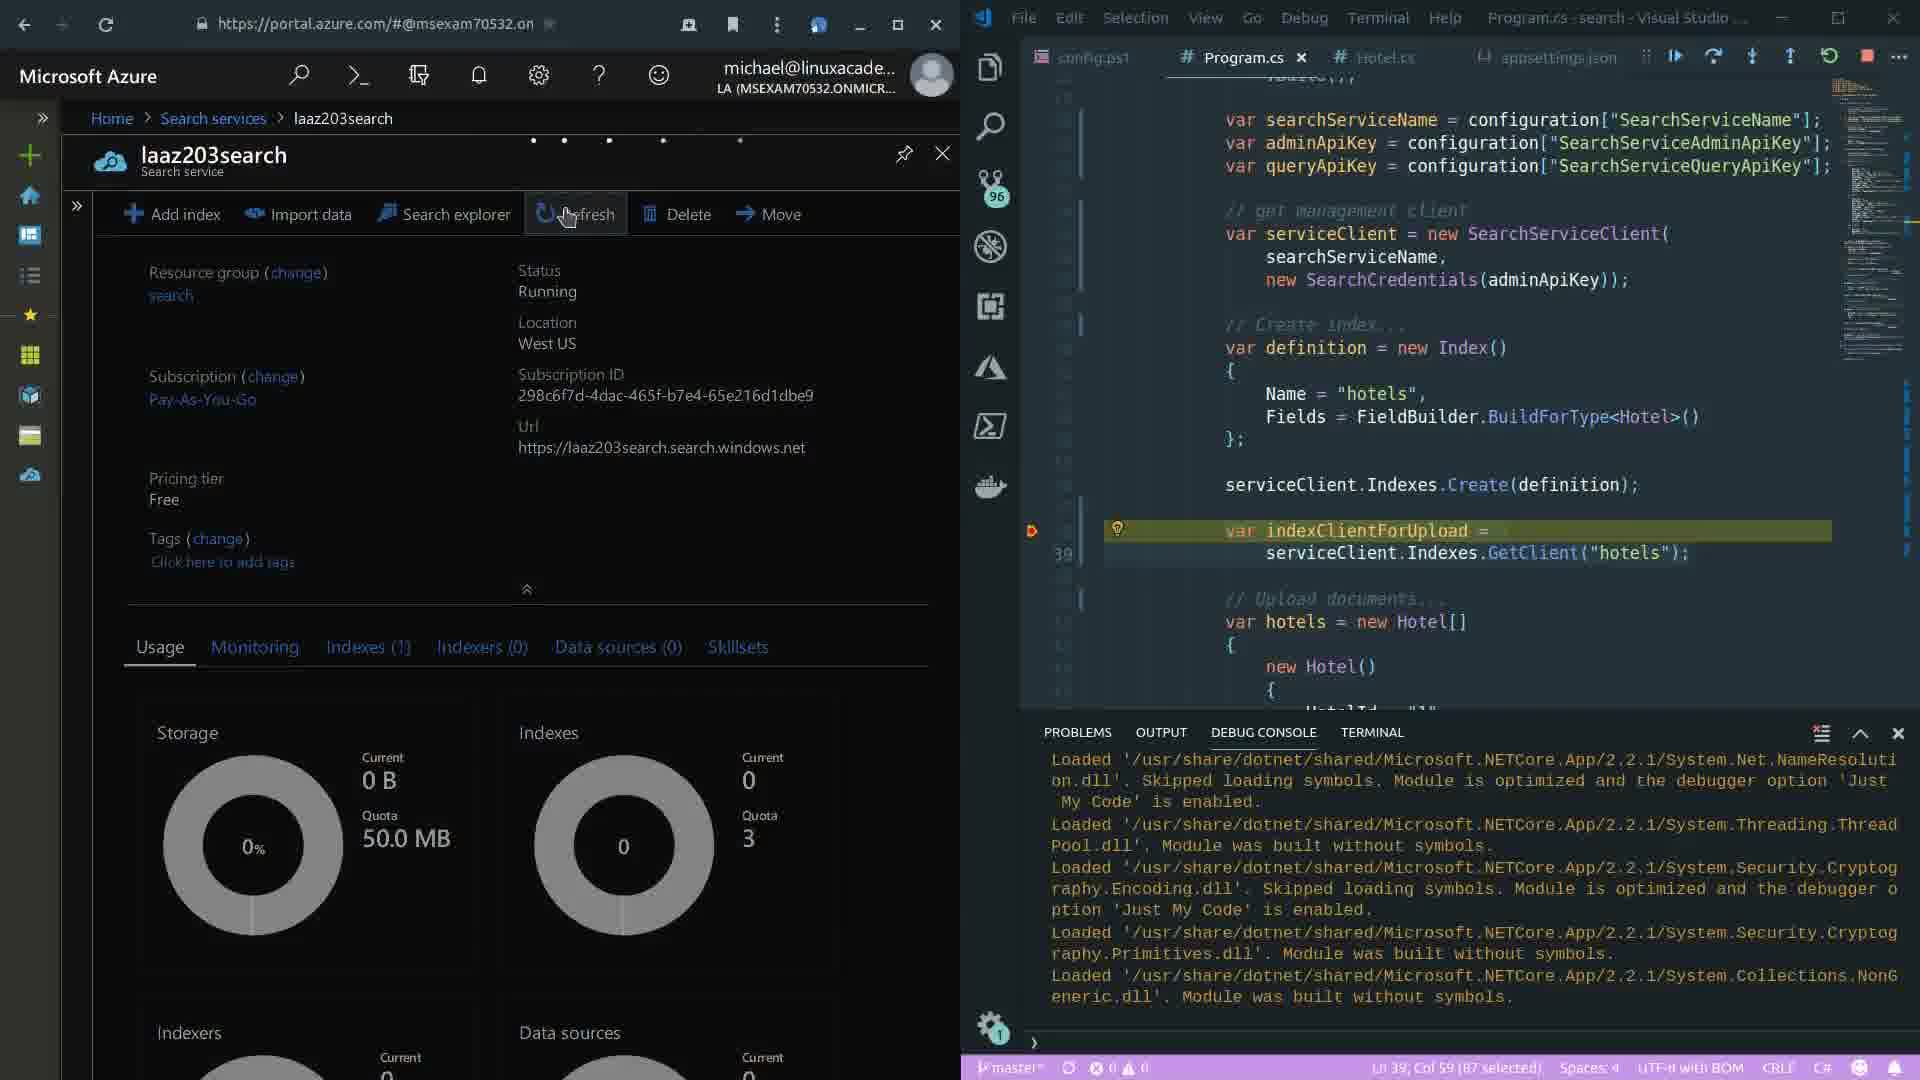 https://portal.azure.com/#@msexam70532.on
Microsoft Azure
michael@linuxacade...
LA (MSEXAM70532.ONMICR...
Home
Search services
laaz203search
laaz203search
Search service
Add index
Import data
Search explorer
Refresh
Delete
Move
Resource group (change)
search
Status
Running
Location
West US
Subscription (change)
Pay-As-You-Go
Subscription ID
298c6f7d-4dac-465f-b7e4-65e216d1dbe9
Url
https://laaz203search.search.windows.net
Pricing tier
Free
Tags (change)
Click here to add tags
Usage
Monitoring
Indexes (1)
Indexers (0)
Data sources (0)
Skillsets
Storage
Current
0 B
Quota
50.0 MB
0%
Indexes
Current
0
Quota
3
0
Indexers
Current
Data sources
Current
File Edit Selection View Go Debug Terminal Help
Program.cs - search - Visual Studio ...
config.ps1
Program.cs
Hotel.cs
appsettings.json
var searchServiceName = configuration["SearchServiceName"];
var adminApiKey = configuration["SearchServiceAdminApiKey"];
var queryApiKey = configuration["SearchServiceQueryApiKey"];
// get management client
var serviceClient = new SearchServiceClient(
searchServiceName,
new SearchCredentials(adminApiKey));
// Create index...
var definition = new Index()
{
Name = "hotels",
Fields = FieldBuilder.BuildForType<Hotel>()
};
serviceClient.Indexes.Create(definition);
var indexClientForUpload =
39
serviceClient.Indexes.GetClient("hotels");
// Upload documents...
var hotels = new Hotel[]
{
new Hotel()
{
HotelId = "1"
96
1
PROBLEMS
OUTPUT
DEBUG CONSOLE
TERMINAL
Loaded '/usr/share/dotnet/shared/Microsoft.NETCore.App/2.2.1/System.Net.NameResoluti
on.dll'. Skipped loading symbols. Module is optimized and the debugger option 'Just
My Code' is enabled.
Loaded '/usr/share/dotnet/shared/Microsoft.NETCore.App/2.2.1/System.Threading.Thread
Pool.dll'. Module was built without symbols.
Loaded '/usr/share/dotnet/shared/Microsoft.NETCore.App/2.2.1/System.Security.Cryptog
raphy.Encoding.dll'. Skipped loading symbols. Module is optimized and the debugger o
ption 'Just My Code' is enabled.
Loaded '/usr/share/dotnet/shared/Microsoft.NETCore.App/2.2.1/System.Security.Cryptog
raphy.Primitives.dll'. Module was built without symbols.
Loaded '/usr/share/dotnet/shared/Microsoft.NETCore.App/2.2.1/System.Collections.NonG
eneric.dll'. Module was built without symbols.
master*
0
0
Ln 39, Col 59 (87 selected)
Spaces: 4
UTF-8 with BOM
CRLF
C#